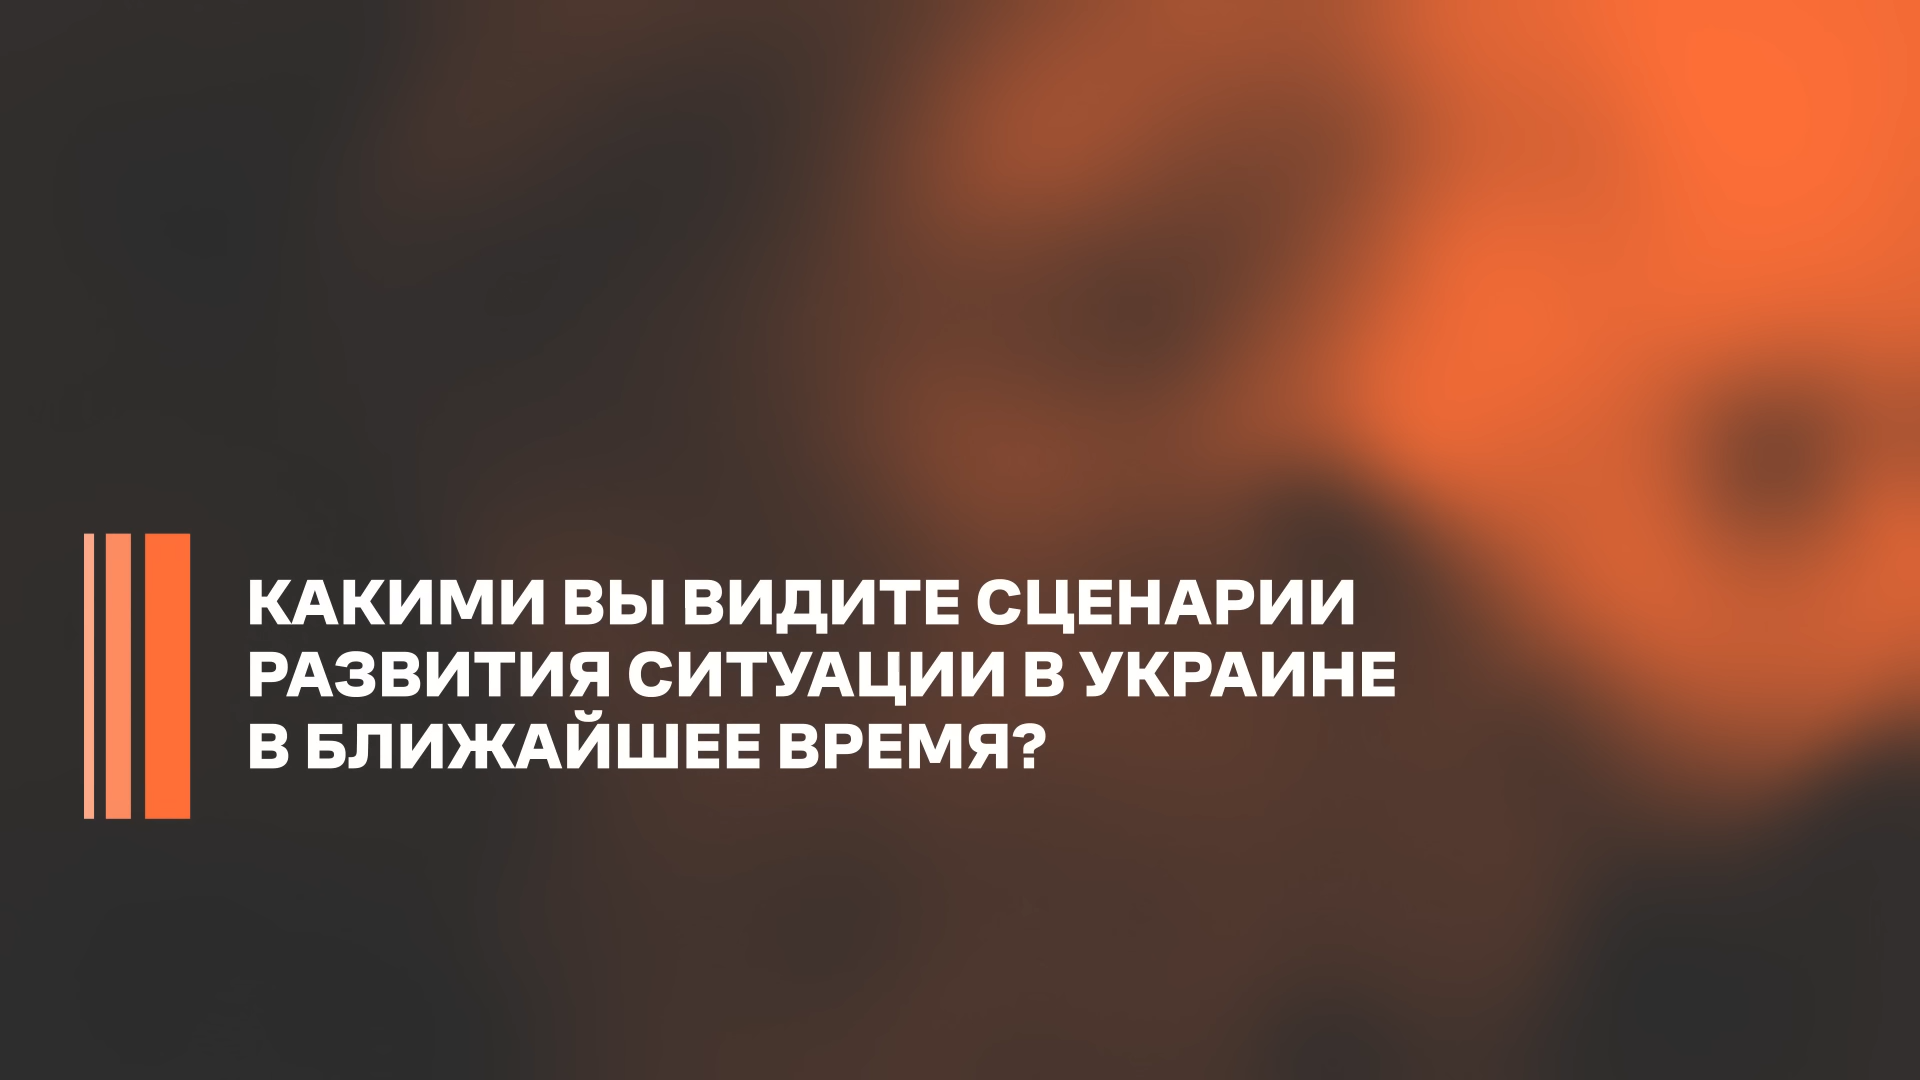 КАКИМИ ВЫ ВИДИТЕ СЦЕНАРИИ
РАЗВИТИЯ СИТУАЦИИ В УКРАИНЕ
В БЛИЖАЙШЕЕ ВРЕМЯ?